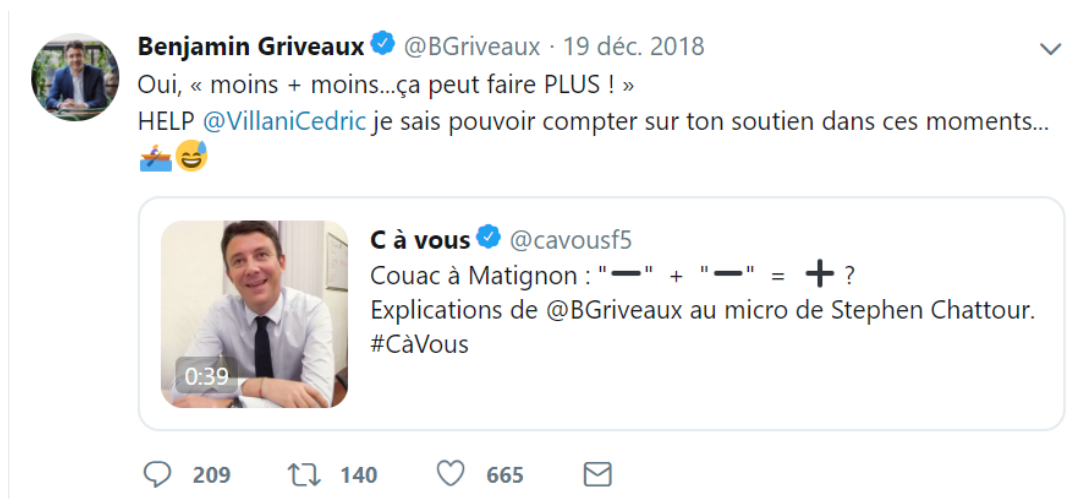 Benjamin Griveaux @BGriveaux · 19 déc. 2018
Oui, « moins + moins...ça peut faire PLUS ! »
HELP @VillaniCedric je sais pouvoir compter sur ton soutien dans ces moments...
🚣😅
C à vous @cavousf5
Couac à Matignon : "➖" + "➖" = ➕ ?
Explications de @BGriveaux au micro de Stephen Chattour.
#CàVous
0:39
209 140 665